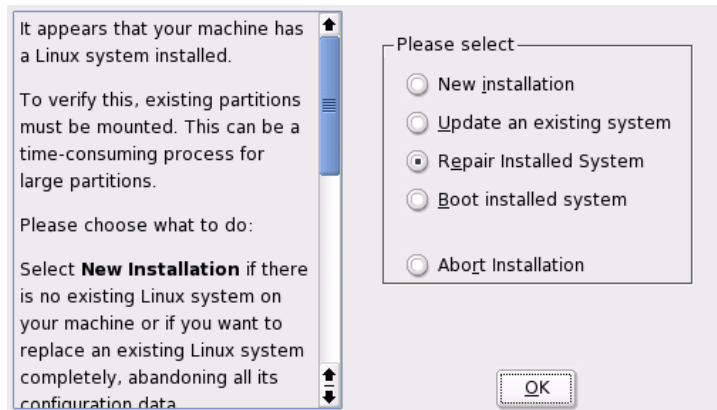 It appears that your machine has
a Linux system installed.
To verify this, existing partitions
must be mounted. This can be a
time-consuming process for
large partitions.
Please choose what to do:
Select New Installation if there
is no existing Linux system on
your machine or if you want to
replace an existing Linux system
completely, abandoning all its
configuration data.
Please select
New installation
Update an existing system
Repair Installed System
Boot installed system
Abort Installation
OK